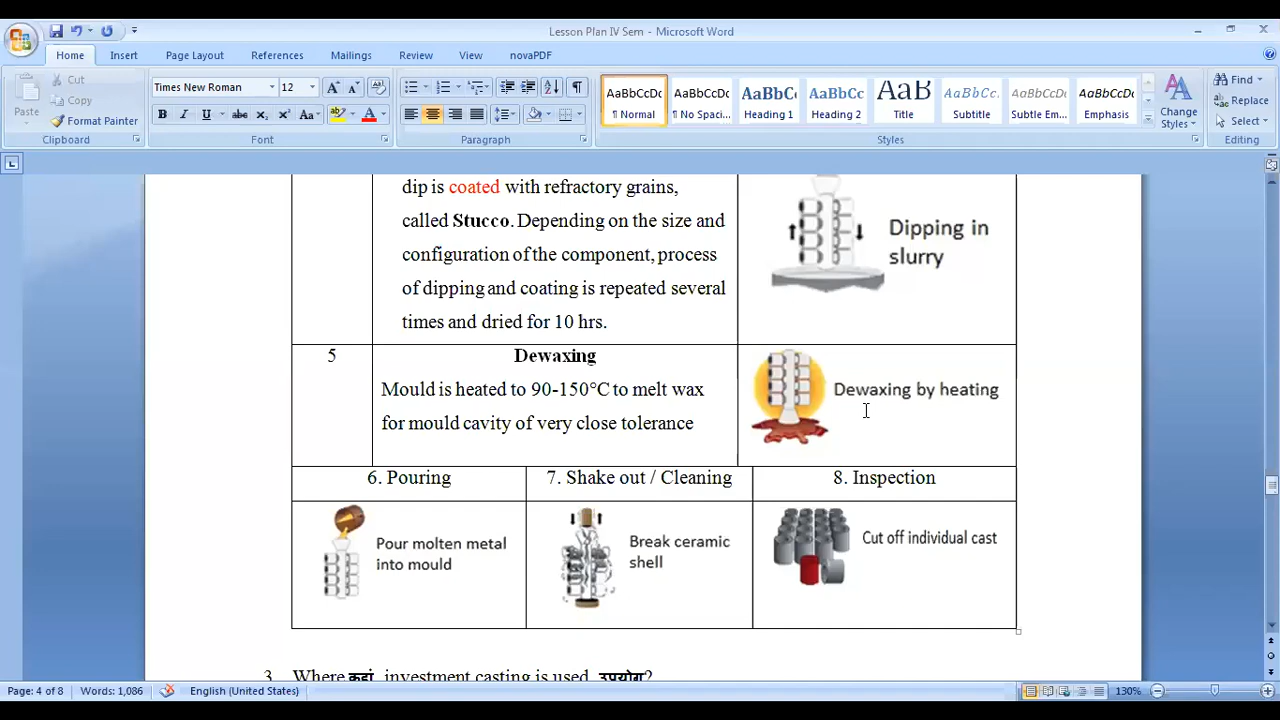 Lesson Plan IV Sem - Microsoft Word
Home Insert Page Layout References Mailings Review View novaPDF
Cut
Copy
Paste
Format Painter
Clipboard
Times New Roman 12
B I U abc X₂ X² Aa A
Font
Paragraph
AaBbCcDc AaBbCcDc AaBbC AaBbCc AaB AaBbCc. AaBbCcDc AaBbCcDc
¶ Normal ¶ No Spaci... Heading 1 Heading 2 Title Subtitle Subtle Em... Emphasis
Change Styles
Styles
Find
Replace
Select
Editing
dip is coated with refractory grains,
called Stucco. Depending on the size and
configuration of the component, process
of dipping and coating is repeated several
times and dried for 10 hrs.
Dipping in
slurry
5
Dewaxing
Mould is heated to 90-150°C to melt wax
for mould cavity of very close tolerance
Dewaxing by heating
6. Pouring 7. Shake out / Cleaning 8. Inspection
Pour molten metal
into mould
Break ceramic
shell
Cut off individual cast
3. Where कहां investment casting is used उपयोग?
Page: 4 of 8 Words: 1,086 English (United States) 130%